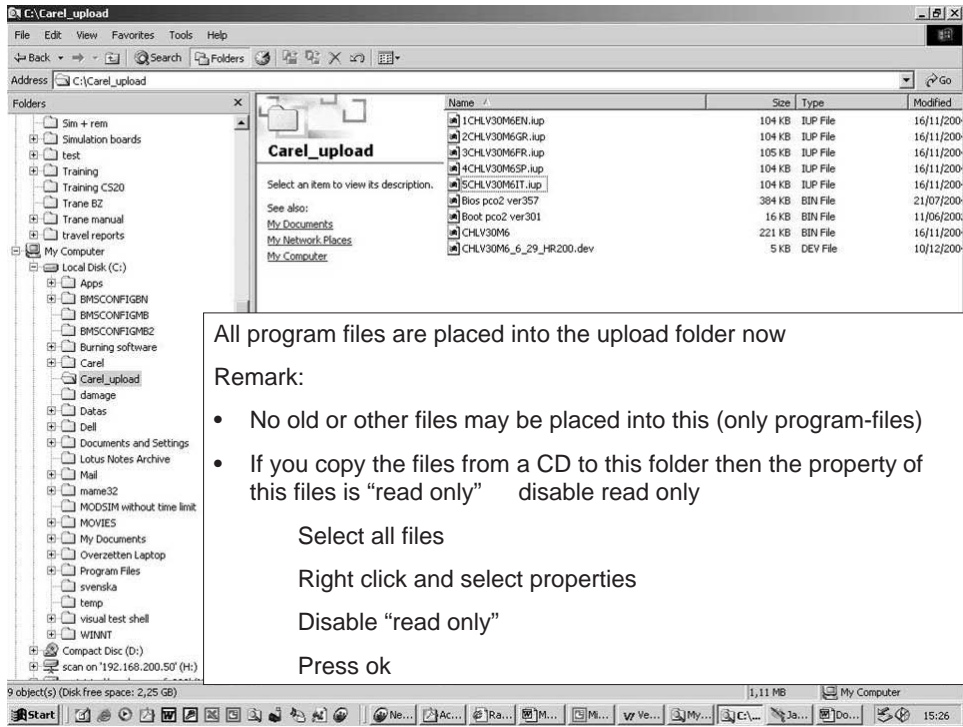 C:\Carel_upload
File Edit View Favorites Tools Help
Back Search Folders
Address C:\Carel_upload Go
Folders
Sim + rem
Simulation boards
test
Training
Training CS20
Trane BZ
Trane manual
travel reports
My Computer
Local Disk (C:)
Apps
BMSCONFIGBN
BMSCONFIGMB
BMSCONFIGMB2
Burning software
Carel
Carel_upload
damage
Datas
Dell
Documents and Settings
Lotus Notes Archive
Mail
mame32
MODSIM without time limit
MOVIES
My Documents
Overzetten Laptop
Program Files
svenska
temp
visual test shell
WINNT
Compact Disc (D:)
scan on '192.168.200.50' (H:)
Carel_upload
Select an item to view its description.
See also:
My Documents
My Network Places
My Computer
Name Size Type Modified
1CHLV30M6EN.iup 104 KB IUP File 16/11/200
2CHLV30M6GR.iup 104 KB IUP File 16/11/200
3CHLV30M6FR.iup 105 KB IUP File 16/11/200
4CHLV30M6SP.iup 104 KB IUP File 16/11/200
5CHLV30M6IT.iup 104 KB IUP File 16/11/200
Bios pco2 ver357 384 KB BIN File 21/07/200
Boot pco2 ver301 16 KB BIN File 11/06/200
CHLV30M6 221 KB BIN File 16/11/200
CHLV30M6_6_29_HR200.dev 5 KB DEV File 10/12/200
All program files are placed into the upload folder now
Remark:
• No old or other files may be placed into this (only program-files)
• If you copy the files from a CD to this folder then the property of
this files is “read only” disable read only
Select all files
Right click and select properties
Disable “read only”
Press ok
9 object(s) (Disk free space: 2,25 GB) 1,11 MB My Computer
Start Ne... Ac... Ra... M... Mi... Ve... My... C:\... Ja... Do... 15:26